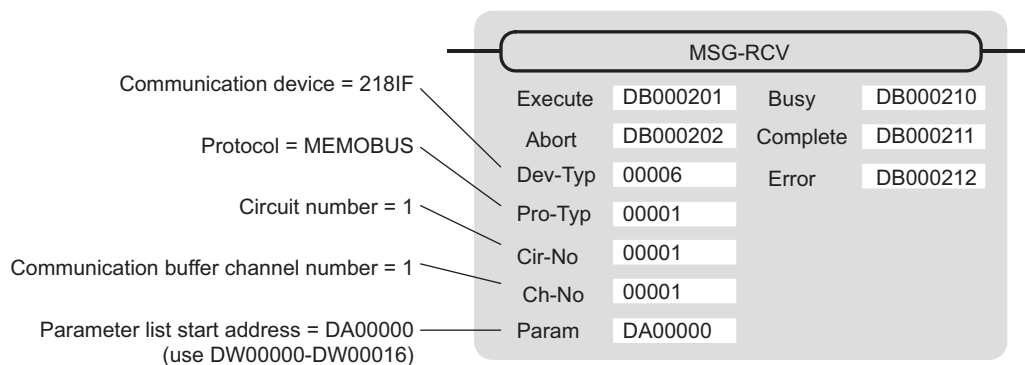 MSG-RCV
Communication device = 218IF
Protocol = MEMOBUS
Circuit number = 1
Communication buffer channel number = 1
Parameter list start address = DA00000
(use DW00000-DW00016)
Execute DB000201 Busy DB000210
Abort DB000202 Complete DB000211
Dev-Typ 00006 Error DB000212
Pro-Typ 00001
Cir-No 00001
Ch-No 00001
Param DA00000